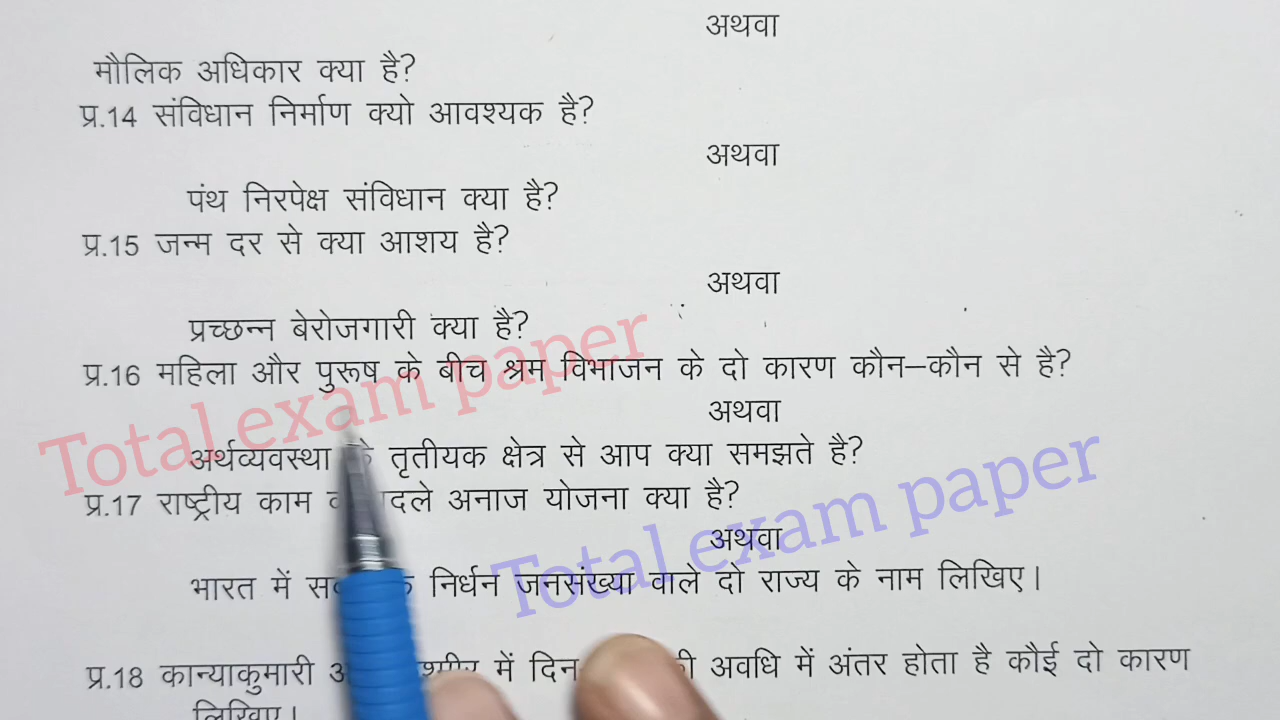 अथवा
मौलिक अधिकार क्या है?
प्र.14 संविधान निर्माण क्यो आवश्यक है?
अथवा
पंथ निरपेक्ष संविधान क्या है?
प्र.15 जन्म दर से क्या आशय है?
अथवा
प्रच्छन्न बेरोजगारी क्या है?
प्र.16 महिला और पुरूष के बीच श्रम विभाजन के दो कारण कौन–कौन से है?
अथवा
Total exam paper
अर्थव्यवस्था तृतीयक क्षेत्र से आप क्या समझते है?
प्र.17 राष्ट्रीय काम अनाज योजना क्या है?
अथवा
Total exam paper
भारत में निर्धन जनसंख्या वाले दो राज्य के नाम लिखिए।
प्र.18 कान्याकुमारी में दिन अवधि में अंतर होता है कौई दो कारण
लिखिए।